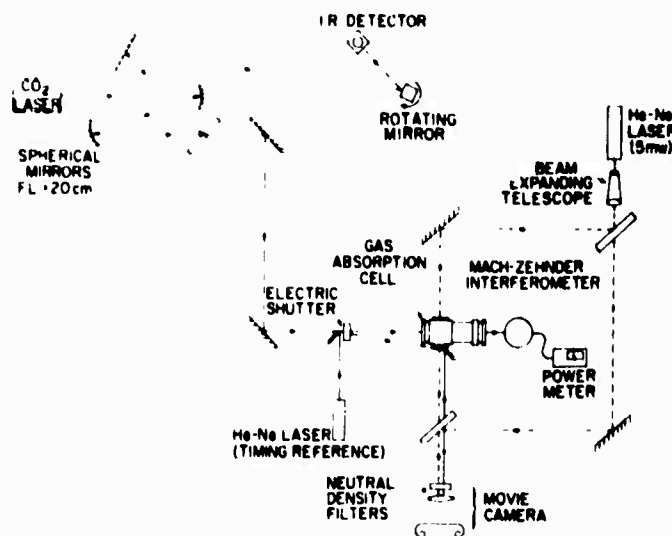 IR DETECTOR
CO2
LASER
ROTATING
MIRROR
SPHERICAL
MIRRORS
FL = 20cm
He-Ne
LASER
(5mw)
BEAM
EXPANDING
TELESCOPE
GAS
ABSORPTION
CELL
MACH-ZEHNDER
INTERFEROMETER
ELECTRIC
SHUTTER
POWER
METER
He-Ne LASER
(TIMING REFERENCE)
NEUTRAL
DENSITY
FILTERS
MOVIE
CAMERA